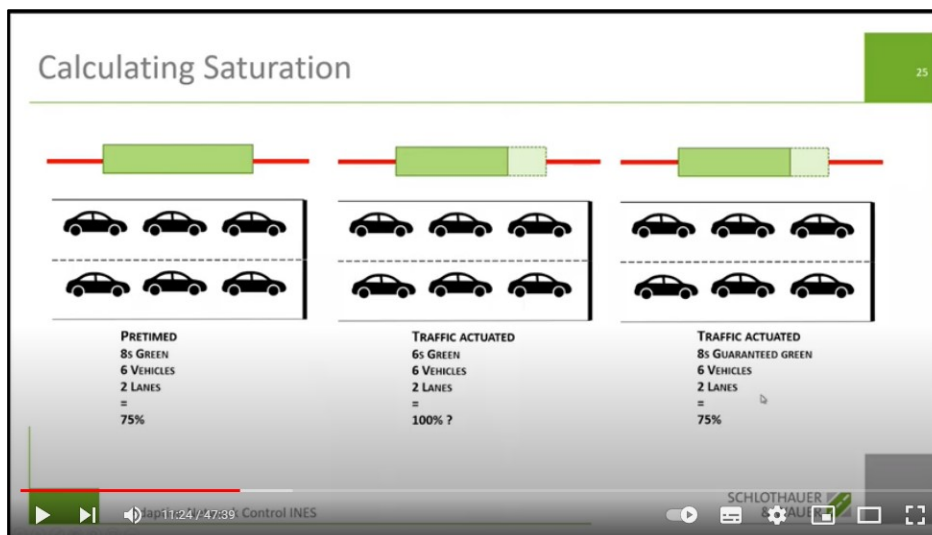 Calculating Saturation
25
PRETIMED
8S GREEN
6 VEHICLES
2 LANES
=
75%
TRAFFIC ACTUATED
6S GREEN
6 VEHICLES
2 LANES
=
100% ?
TRAFFIC ACTUATED
8S GUARANTEED GREEN
6 VEHICLES
2 LANES
=
75%
11:24 / 47:39
Control INES
SCHLOTHAUER
& WAUER